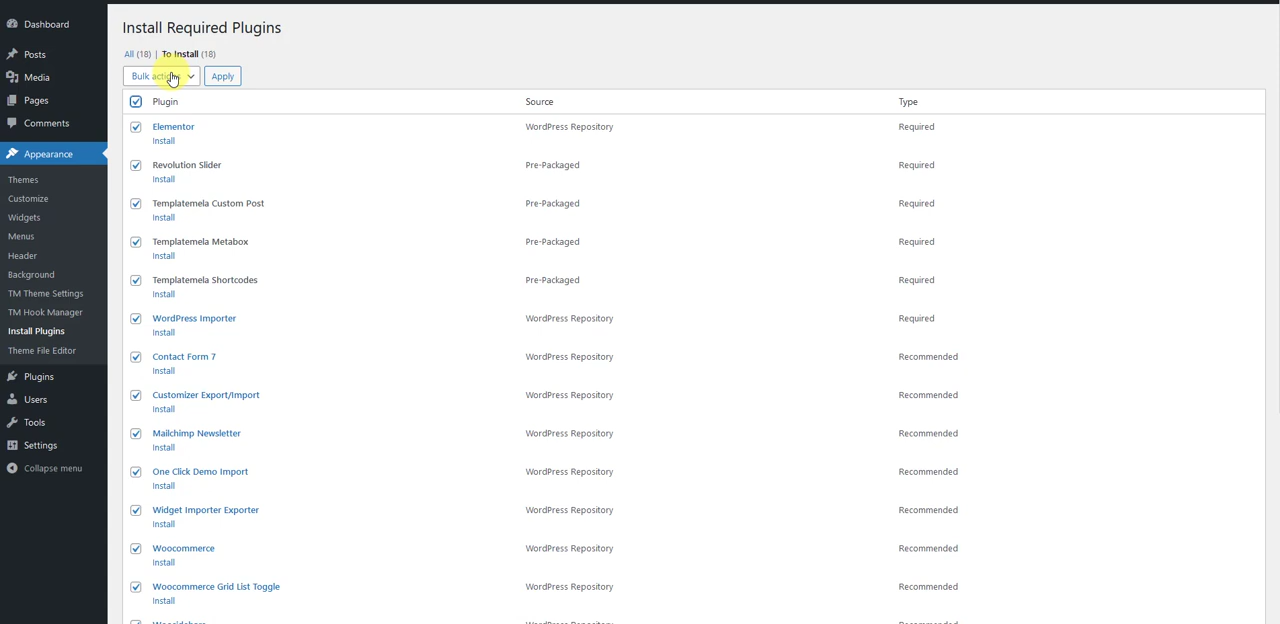 Dashboard
Posts
Media
Pages
Comments
Appearance
Themes
Customize
Widgets
Menus
Header
Background
TM Theme Settings
TM Hook Manager
Install Plugins
Theme File Editor
Plugins
Users
Tools
Settings
Collapse menu
Install Required Plugins
All (18) | To Install (18)
Bulk actions Apply
Plugin Source Type
Elementor WordPress Repository Required
Install
Revolution Slider Pre-Packaged Required
Install
Templatemela Custom Post Pre-Packaged Required
Install
Templatemela Metabox Pre-Packaged Required
Install
Templatemela Shortcodes Pre-Packaged Required
Install
WordPress Importer WordPress Repository Required
Install
Contact Form 7 WordPress Repository Recommended
Install
Customizer Export/Import WordPress Repository Recommended
Install
Mailchimp Newsletter WordPress Repository Recommended
Install
One Click Demo Import WordPress Repository Recommended
Install
Widget Importer Exporter WordPress Repository Recommended
Install
Woocommerce WordPress Repository Recommended
Install
Woocommerce Grid List Toggle WordPress Repository Recommended
Install